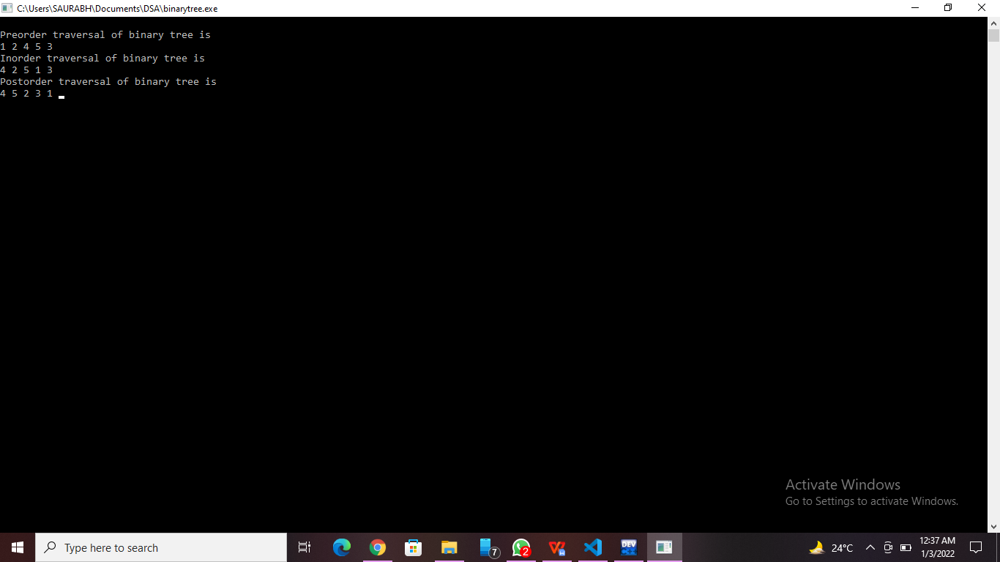 C:\Users\SAURABH\Documents\DSA\binarytree.exe
Preorder traversal of binary tree is
1 2 4 5 3
Inorder traversal of binary tree is
4 2 5 1 3
Postorder traversal of binary tree is
4 5 2 3 1
Activate Windows
Go to Settings to activate Windows.
Type here to search
7
2
DEV
24°C
12:37 AM
1/3/2022